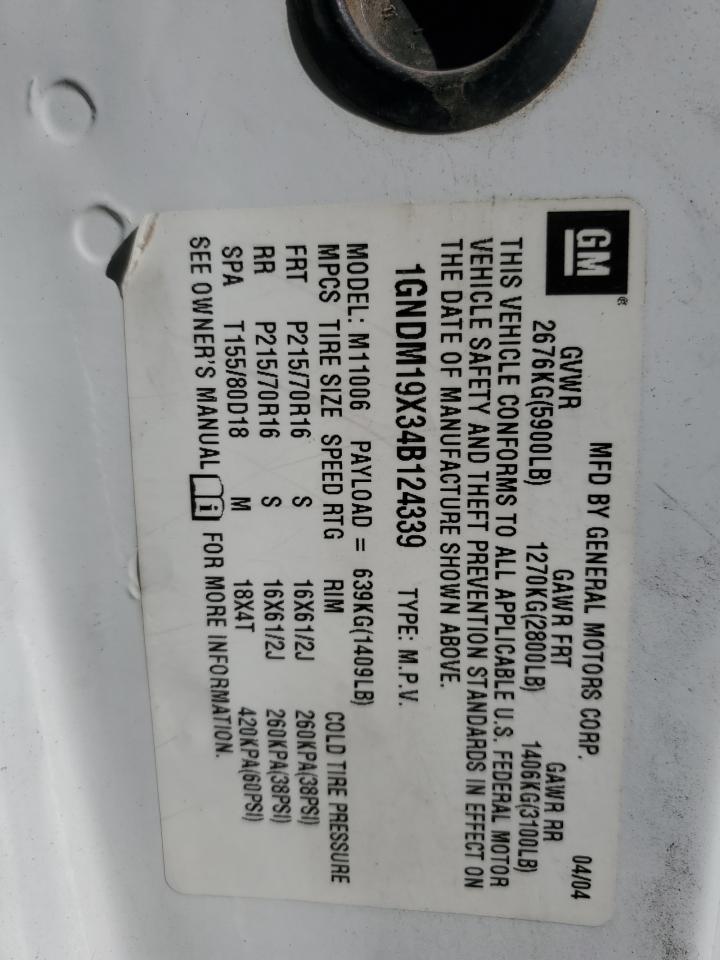 GM®
MFD BY GENERAL MOTORS CORP. 04/04
GVWR GAWR FRT GAWR RR
2676KG(5900LB) 1270KG(2800LB) 1406KG(3100LB)
THIS VEHICLE CONFORMS TO ALL APPLICABLE U.S. FEDERAL MOTOR
VEHICLE SAFETY AND THEFT PREVENTION STANDARDS IN EFFECT ON
THE DATE OF MANUFACTURE SHOWN ABOVE.
1GNDM19X34B124339 TYPE: M.P.V.
MODEL: M11006 PAYLOAD = 639KG(1409LB)
MPCS TIRE SIZE SPEED RTG RIM COLD TIRE PRESSURE
FRT P215/70R16 S 16X61/2J 260KPA(38PSI)
RR P215/70R16 S 16X61/2J 260KPA(38PSI)
SPA T155/80D18 M 18X4T 420KPA(60PSI)
SEE OWNER'S MANUAL i FOR MORE INFORMATION.